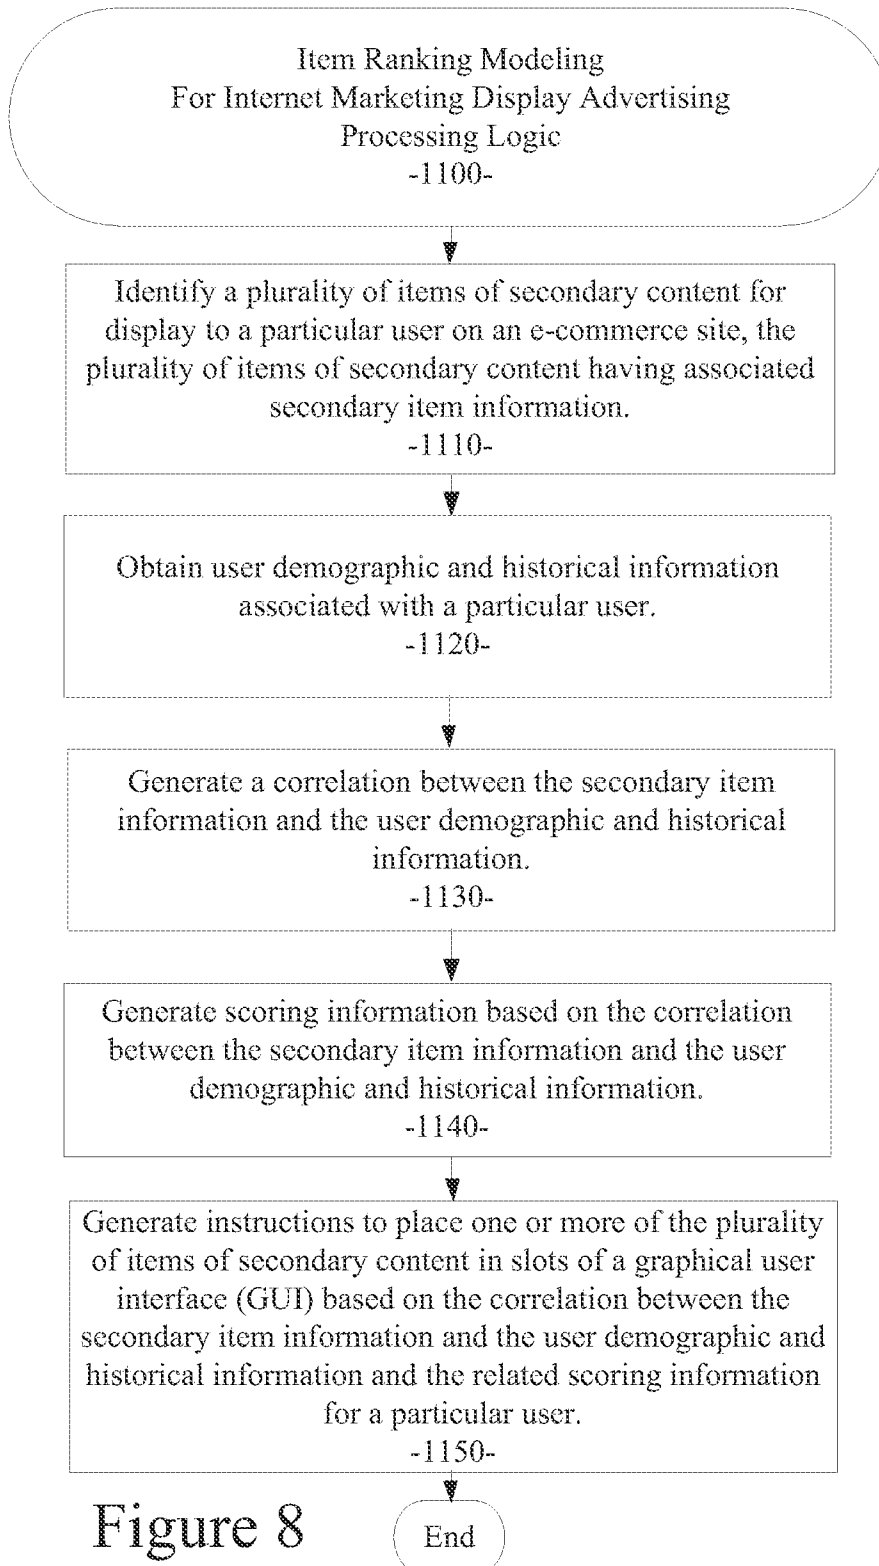 Item Ranking Modeling
For Internet Marketing Display Advertising
Processing Logic
-1100-
Identify a plurality of items of secondary content for
display to a particular user on an e-commerce site, the
plurality of items of secondary content having associated
secondary item information.
-1110-
Obtain user demographic and historical information
associated with a particular user.
-1120-
Generate a correlation between the secondary item
information and the user demographic and historical
information.
-1130-
Generate scoring information based on the correlation
between the secondary item information and the user
demographic and historical information.
-1140-
Generate instructions to place one or more of the plurality
of items of secondary content in slots of a graphical user
interface (GUI) based on the correlation between the
secondary item information and the user demographic and
historical information and the related scoring information
for a particular user.
-1150-
Figure 8
End